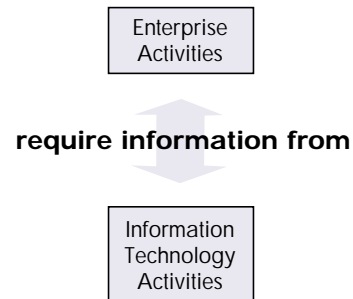 Enterprise
Activities
require information from
Information
Technology
Activities